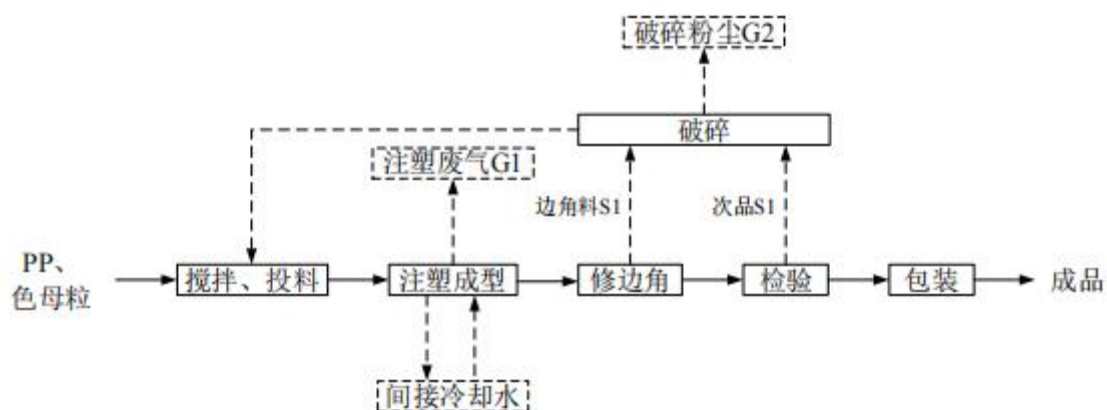 破碎粉尘G2
破碎
注塑废气G1
边角料S1
次品S1
PP、
色母粒
搅拌、投料
注塑成型
修边角
检验
包装
成品
间接冷却水